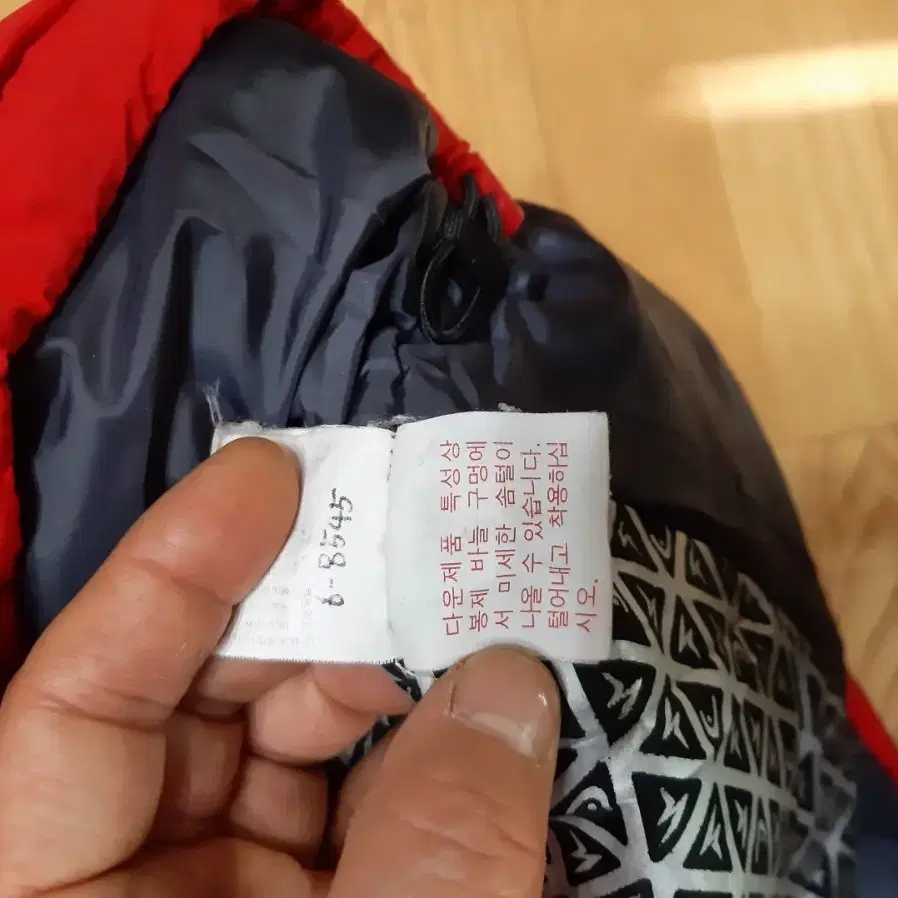 6-8545
다운제품 특성상
봉제 바늘 구멍에
서 미세한 솜털이
나올 수 있습니다.
털어내고 착용하십
시오.